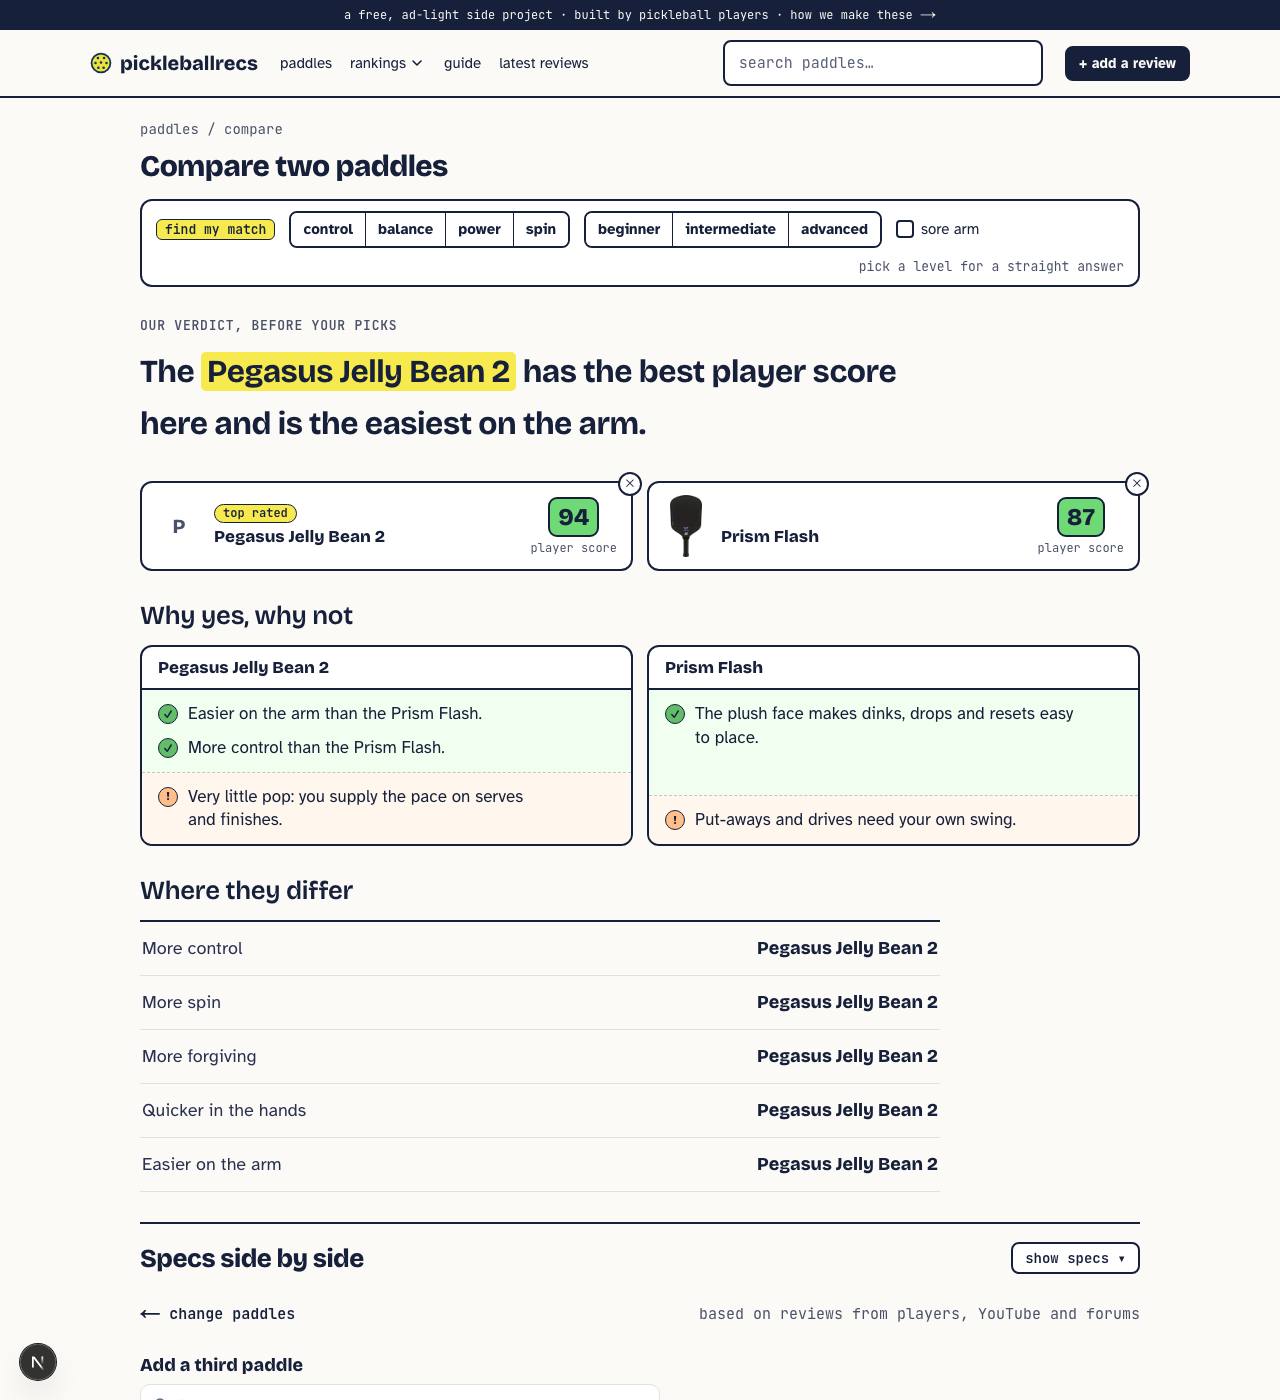 a free, ad-light side project · built by pickleball players · how we make these →
pickleballrecs
paddles
rankings
guide
latest reviews
search paddles…
+ add a review
paddles / compare
Compare two paddles
find my match
control
balance
power
spin
beginner
intermediate
advanced
sore arm
pick a level for a straight answer
OUR VERDICT, BEFORE YOUR PICKS
The Pegasus Jelly Bean 2 has the best player score
here and is the easiest on the arm.
P
top rated
Pegasus Jelly Bean 2
94
player score
Prism Flash
87
player score
Why yes, why not
Pegasus Jelly Bean 2
Easier on the arm than the Prism Flash.
More control than the Prism Flash.
Very little pop: you supply the pace on serves
and finishes.
Prism Flash
The plush face makes dinks, drops and resets easy
to place.
Put-aways and drives need your own swing.
Where they differ
More control Pegasus Jelly Bean 2
More spin Pegasus Jelly Bean 2
More forgiving Pegasus Jelly Bean 2
Quicker in the hands Pegasus Jelly Bean 2
Easier on the arm Pegasus Jelly Bean 2
Specs side by side
show specs ▾
← change paddles
based on reviews from players, YouTube and forums
N
Add a third paddle